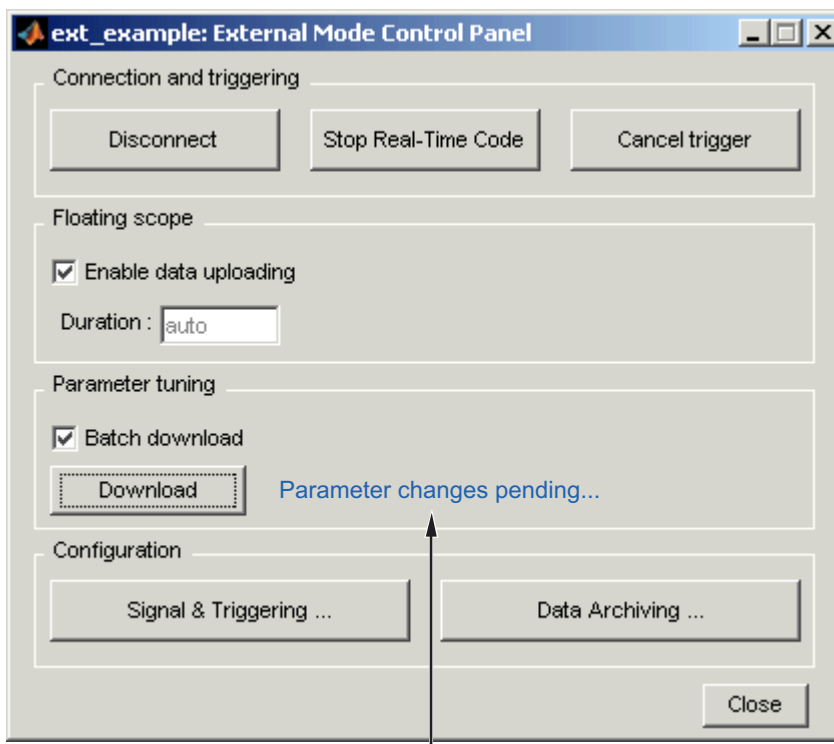 ext_example: External Mode Control Panel
Connection and triggering
Disconnect Stop Real-Time Code Cancel trigger
Floating scope
Enable data uploading
Duration : auto
Parameter tuning
Batch download
Download Parameter changes pending...
Configuration
Signal & Triggering ... Data Archiving ...
Close